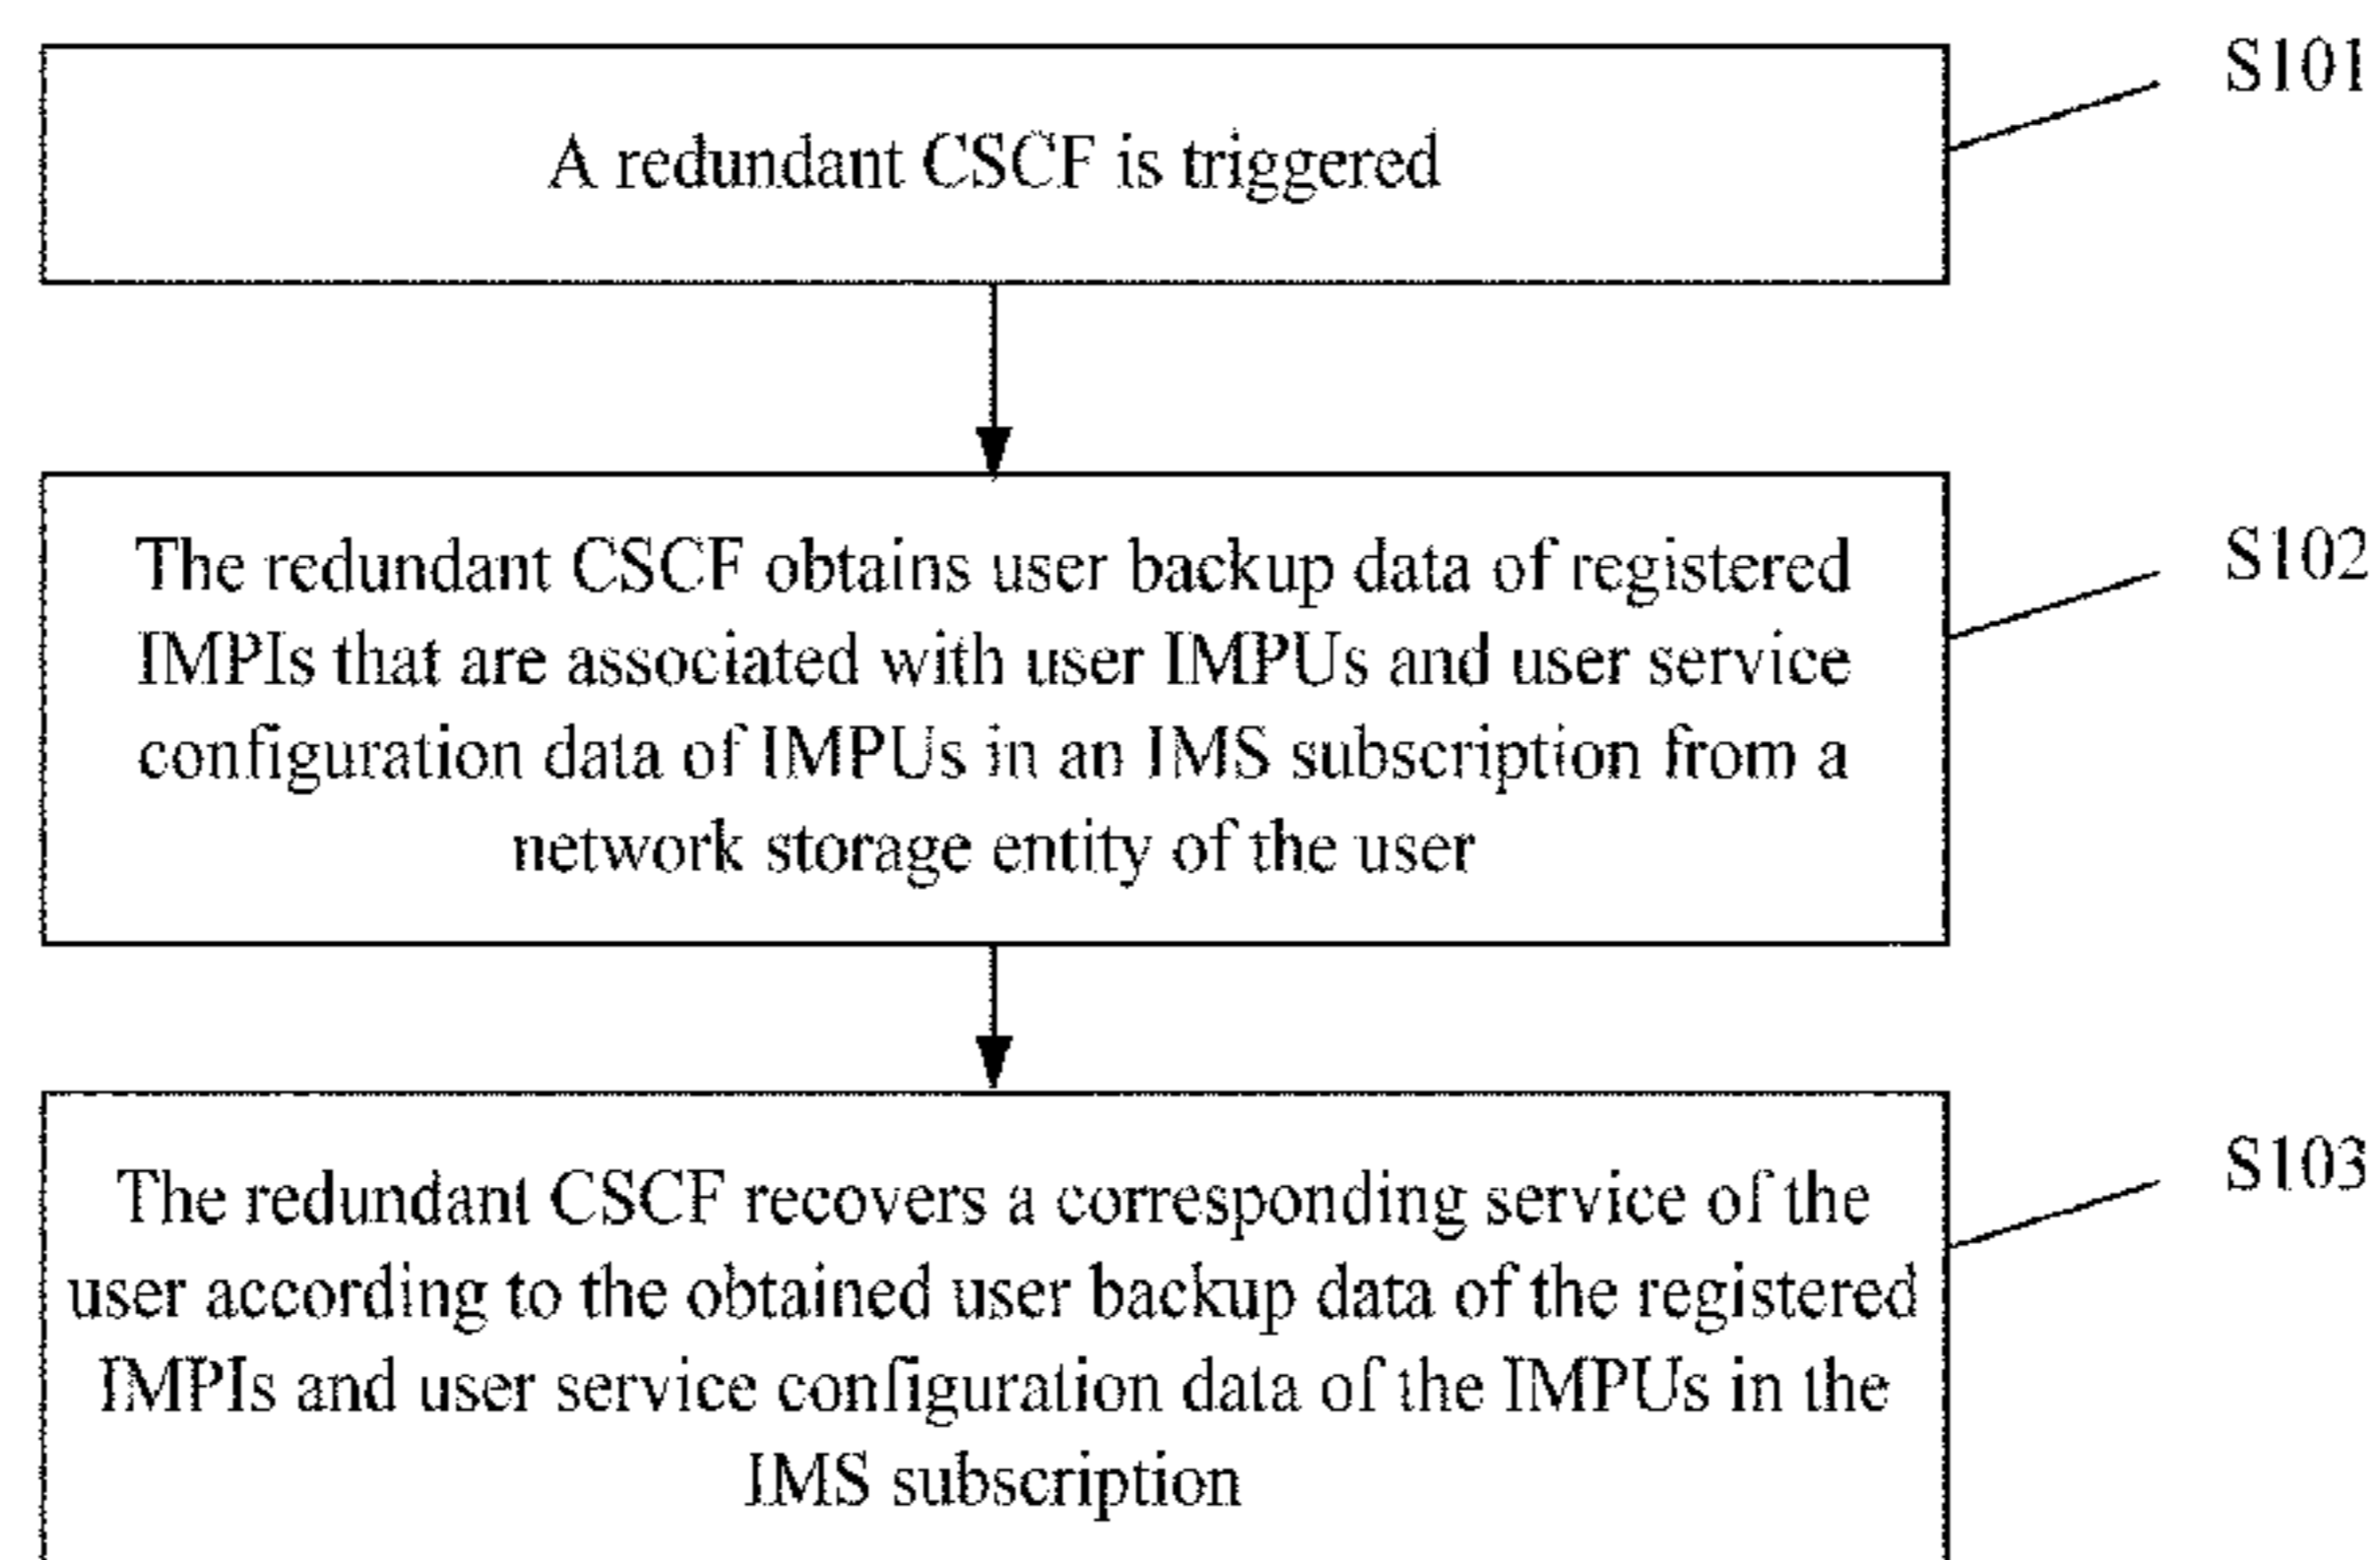 S101
A redundant CSCF is triggered
The redundant CSCF obtains user backup data of registered
S102
IMPIs that are associated with user IMPUs and user service
configuration data of IMPUs in an IMS subscription from a
network storage entity of the user
The redundant CSCF recovers a corresponding service of the
S103
user according to the obtained user backup data of the registered
IMPIs and user service configuration data of the IMPUs in the
IMS subscription